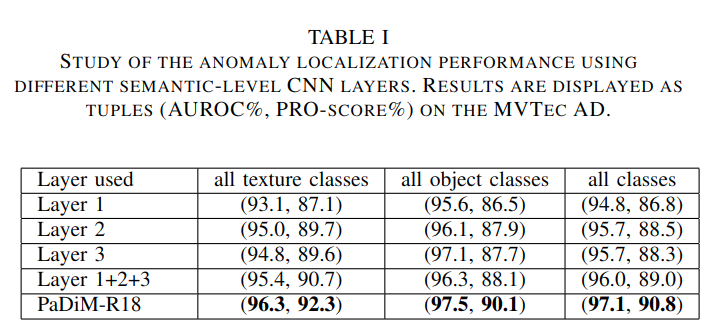 TABLE I
STUDY OF THE ANOMALY LOCALIZATION PERFORMANCE USING
DIFFERENT SEMANTIC-LEVEL CNN LAYERS. RESULTS ARE DISPLAYED AS
TUPLES (AUROC%, PRO-SCORE%) ON THE MVTEC AD.
Layer used all texture classes all object classes all classes
Layer 1 (93.1, 87.1) (95.6, 86.5) (94.8, 86.8)
Layer 2 (95.0, 89.7) (96.1, 87.9) (95.7, 88.5)
Layer 3 (94.8, 89.6) (97.1, 87.7) (95.7, 88.3)
Layer 1+2+3 (95.4, 90.7) (96.3, 88.1) (96.0, 89.0)
PaDiM-R18 (96.3, 92.3) (97.5, 90.1) (97.1, 90.8)